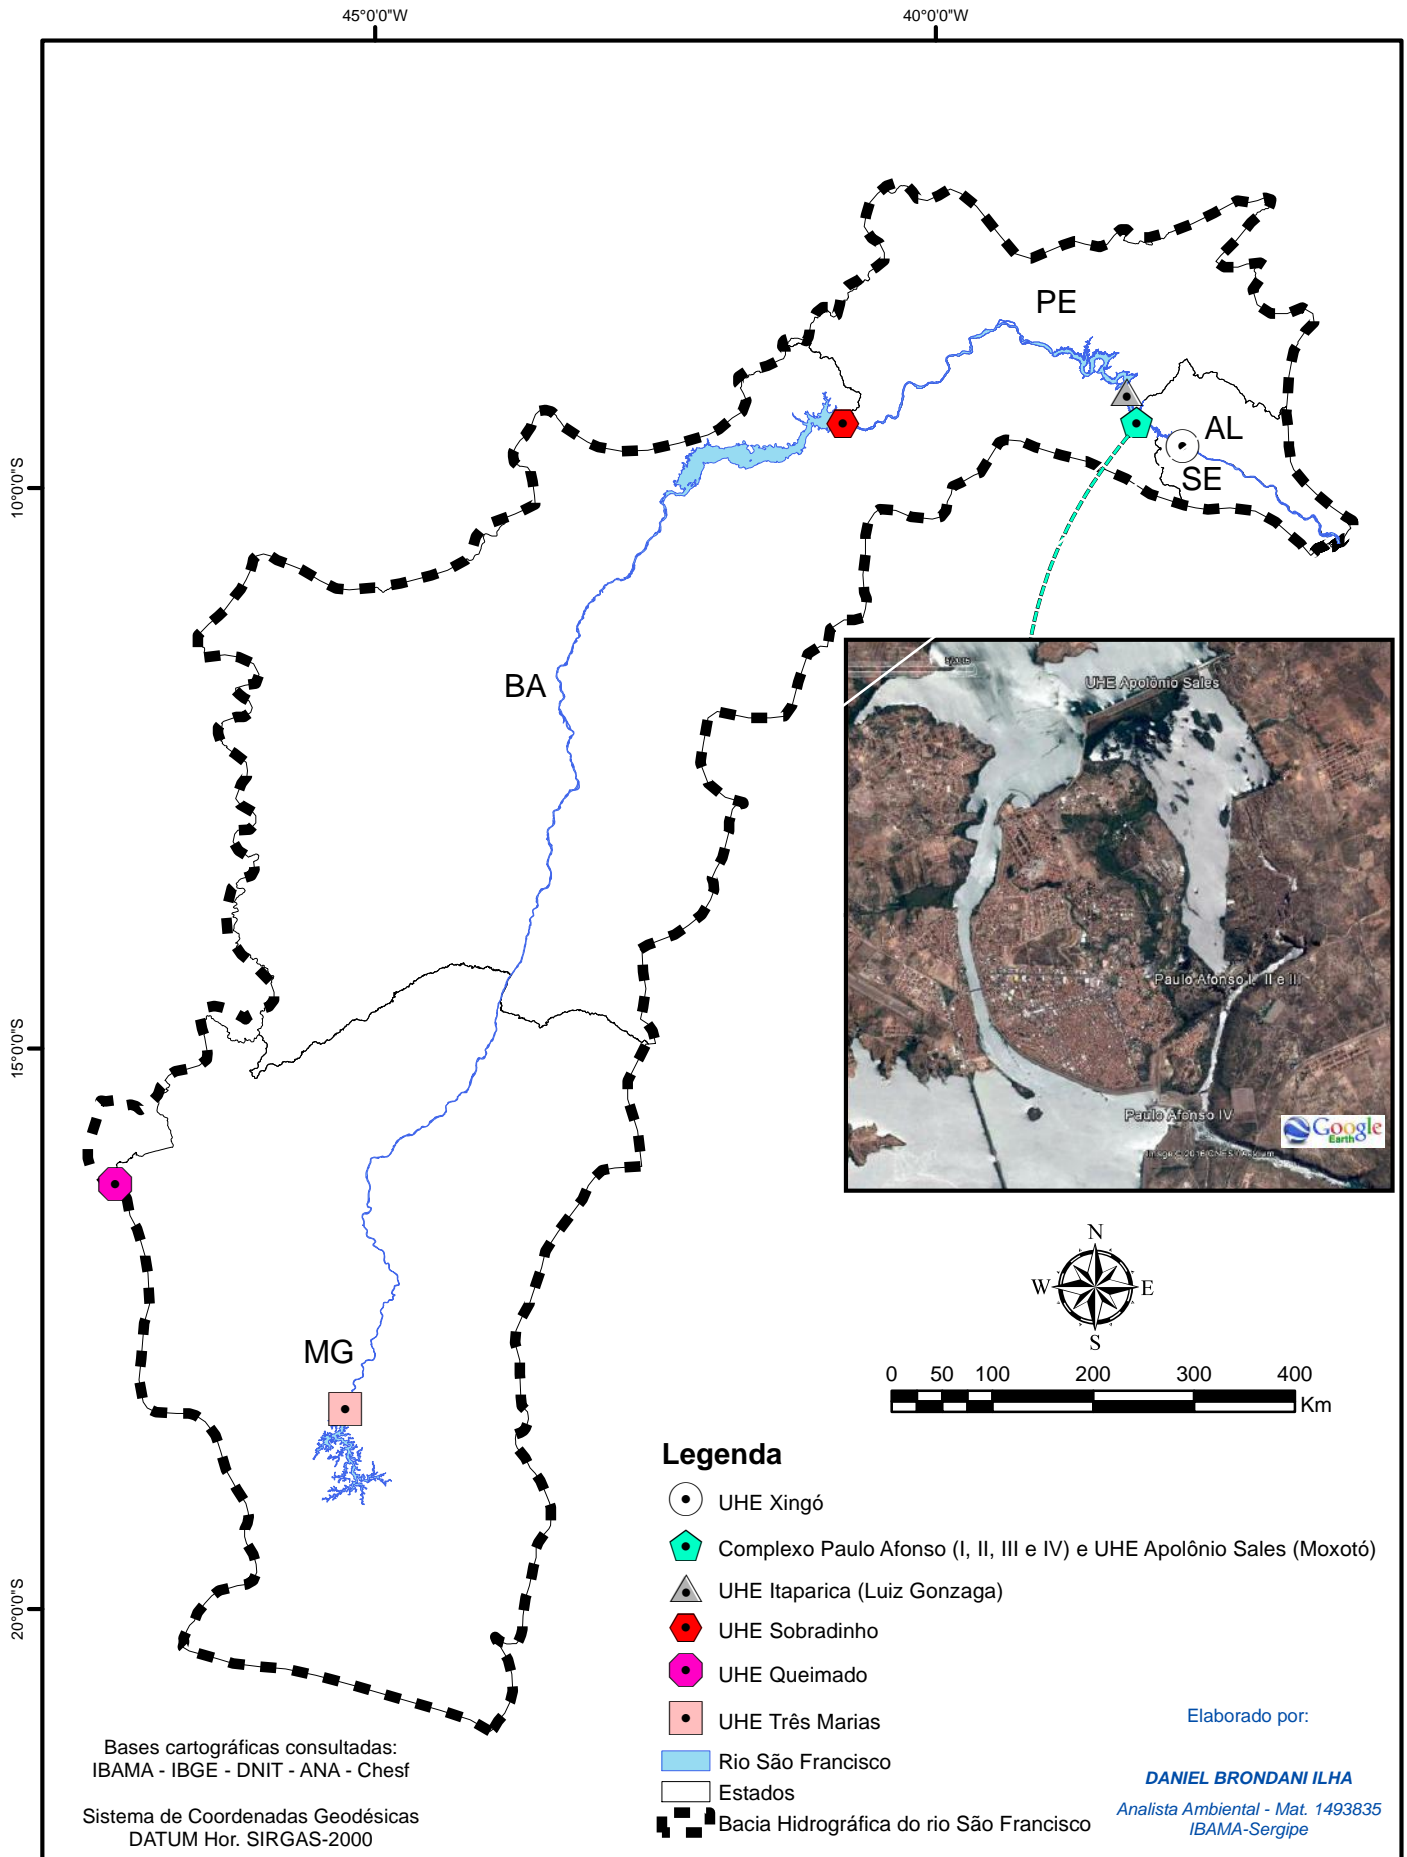 45°0'0"W
40°0'0"W
PE
AL
SE
10°0'0"S
BA
UHE Apolônio Sales
Paulo Afonso I, II e III
15°0'0"S
Paulo Afonso IV
Google
Earth
N
W
E
S
MG
0 50 100 200 300 400
Km
Legenda
UHE Xingó
Complexo Paulo Afonso (I, II, III e IV) e UHE Apolônio Sales (Moxotó)
UHE Itaparica (Luiz Gonzaga)
20°0'0"S
UHE Sobradinho
UHE Queimado
UHE Três Marias
Rio São Francisco
Estados
Bacia Hidrográfica do rio São Francisco
Bases cartográficas consultadas:
IBAMA - IBGE - DNIT - ANA - Chesf
Sistema de Coordenadas Geodésicas
DATUM Hor. SIRGAS-2000
Elaborado por:
DANIEL BRONDANI ILHA
Analista Ambiental - Mat. 1493835
IBAMA-Sergipe